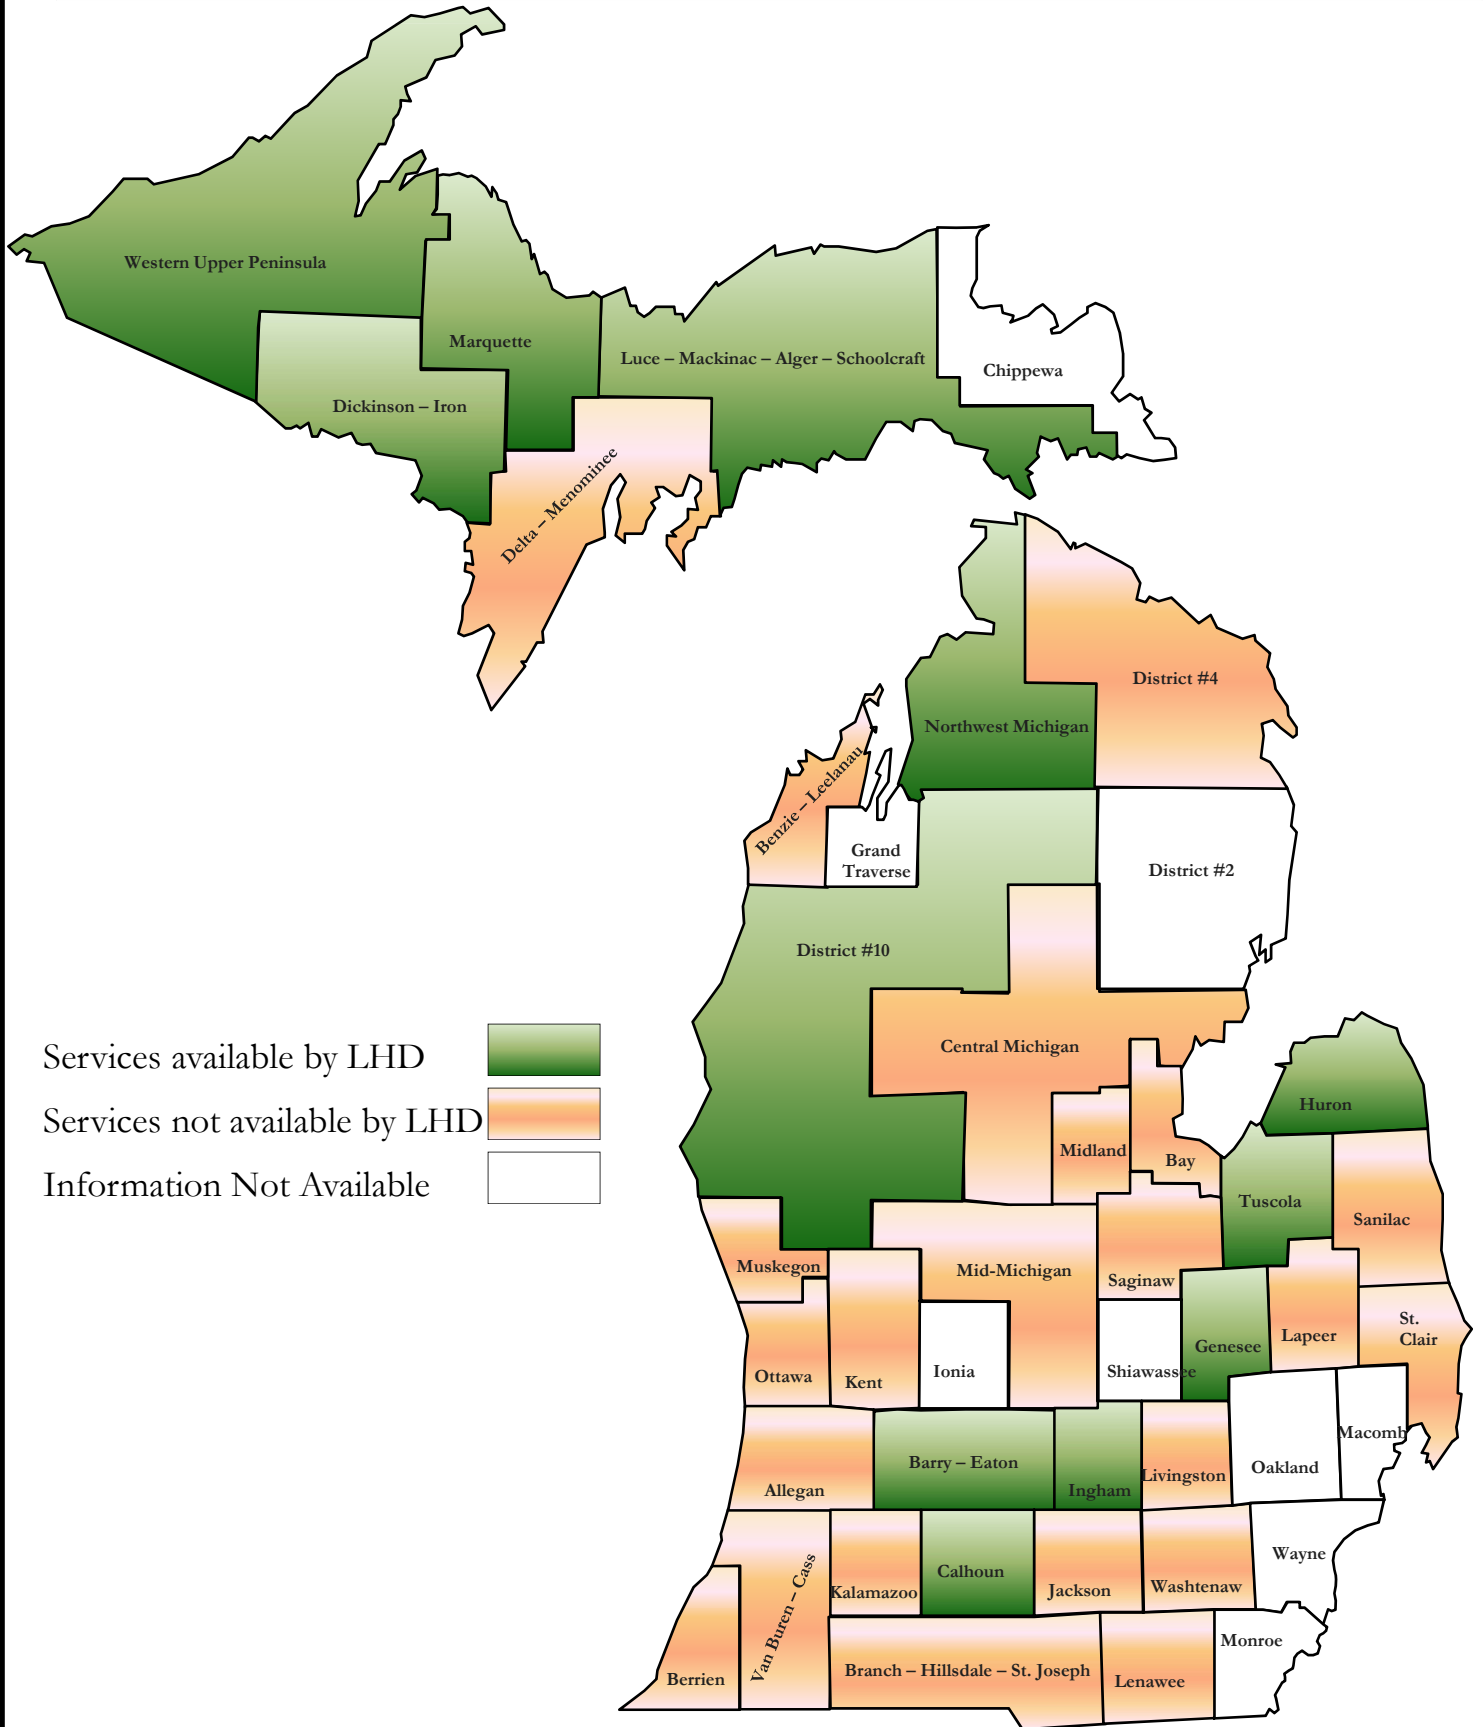 Western Upper Peninsula
Marquette
Luce – Mackinac – Alger – Schoolcraft
Chippewa
Dickinson – Iron
Delta – Menominee
District #4
Northwest Michigan
Benzie – Leelanau
Grand
Traverse
District #2
District #10
Central Michigan
Services available by LHD
Services not available by LHD
Information Not Available
Huron
Midland
Bay
Tuscola
Sanilac
Muskegon
Mid-Michigan
Saginaw
St.
Clair
Lapeer
Genesee
Shiawassee
Ionia
Kent
Ottawa
Macomb
Oakland
Livingston
Ingham
Barry – Eaton
Allegan
Wayne
Washtenaw
Jackson
Calhoun
Kalamazoo
Van Buren – Cass
Berrien
Branch – Hillsdale – St. Joseph
Lenawee
Monroe